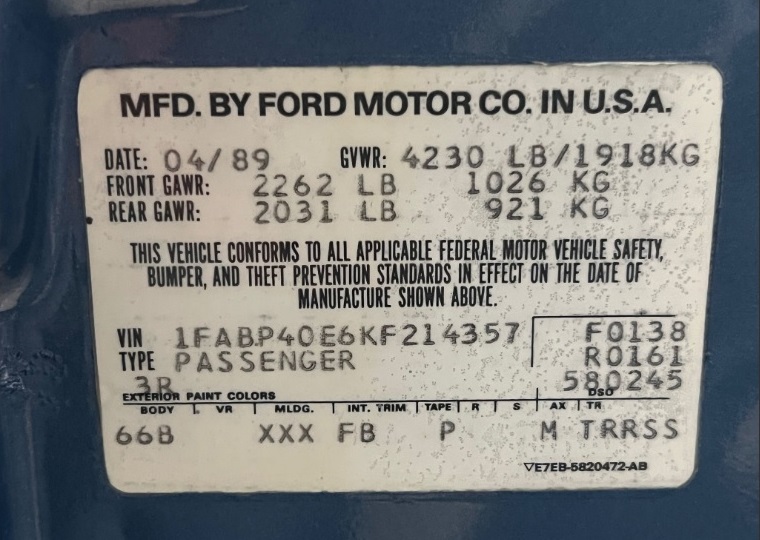 MFD. BY FORD MOTOR CO. IN U.S.A.
DATE: 04/89 GVWR: 4230 LB/1918KG
FRONT GAWR: 2262 LB 1026 KG
REAR GAWR: 2031 LB 921 KG
THIS VEHICLE CONFORMS TO ALL APPLICABLE FEDERAL MOTOR VEHICLE SAFETY,
BUMPER, AND THEFT PREVENTION STANDARDS IN EFFECT ON THE DATE OF
MANUFACTURE SHOWN ABOVE.
VIN 1FABP40E6KF214357 F0138
TYPE PASSENGER R0161
3R 580245
EXTERIOR PAINT COLORS DSO
BODY VR MLDG. INT. TRIM TAPE R S AX TR
66B XXX FB P M TRRSS
▽E7EB-5820472-AB